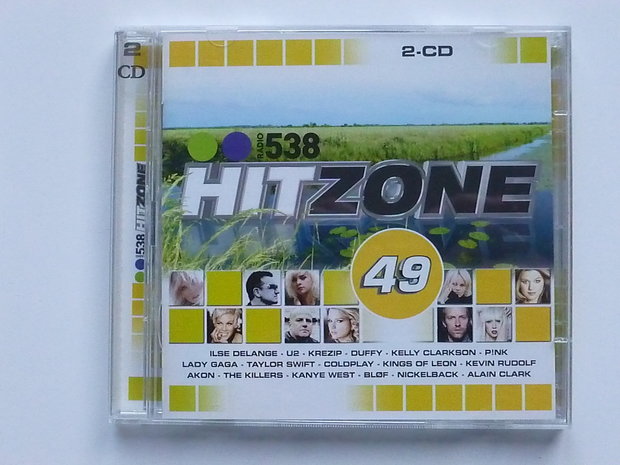 2
CD
538 HITZONE
2-CD
RADIO 538
HITZONE
49
ILSE DELANGE - U2 - KREZIP - DUFFY - KELLY CLARKSON - P!NK
LADY GAGA - TAYLOR SWIFT - COLDPLAY - KINGS OF LEON - KEVIN RUDOLF
AKON - THE KILLERS - KANYE WEST - BLØF - NICKELBACK - ALAIN CLARK